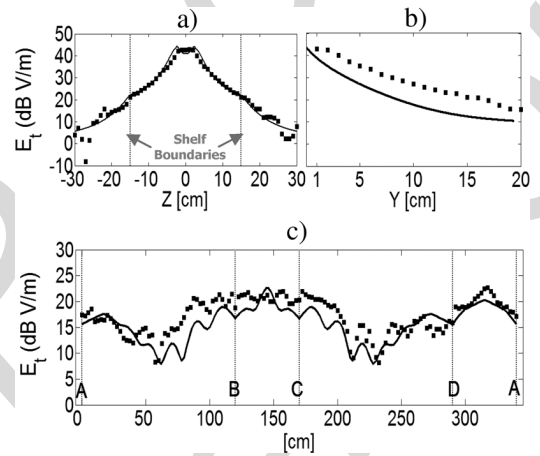 a)
b)
E_t (dB V/m)
50
40
30
20
10
0
-10
Shelf
Boundaries
-30 -20 -10 0 10 20 30
Z [cm]
1 5 10 15 20
Y [cm]
c)
E_t (dB V/m)
30
25
20
15
10
5
0
A B C D A
0 50 100 150 200 250 300
[cm]